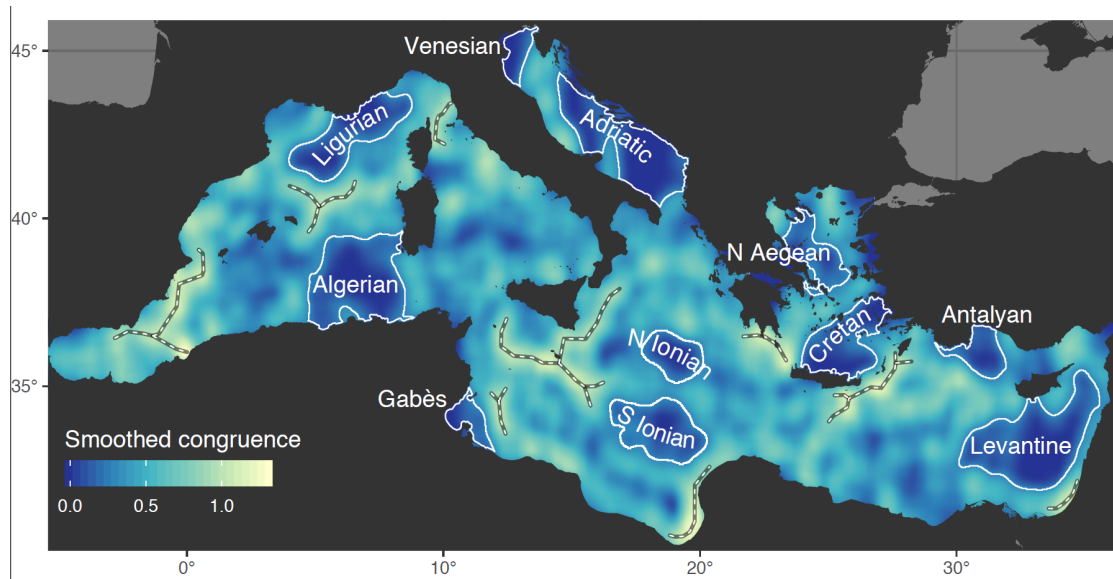 45°
Venesian
Ligurian
Adriatic
40°
N Aegean
Algerian
Cretan
Antalyan
N Ionian
35°
Gabès
S Ionian
Levantine
Smoothed congruence
0.0 0.5 1.0
0° 10° 20° 30°